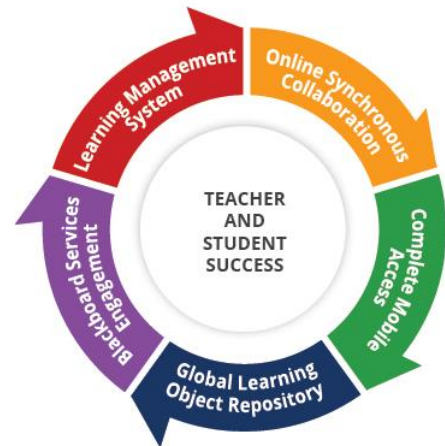 Learning Management
System
Online Synchronous
Collaboration
Complete Mobile
Access
Global Learning
Object Repository
Blackboard Services
Engagement
TEACHER
AND
STUDENT
SUCCESS